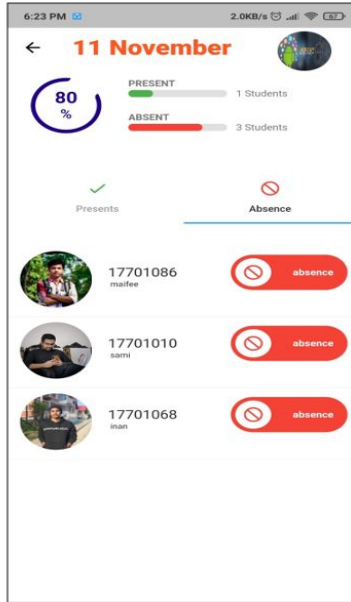 6:23 PM 2.0KB/s 67
11 November
80
%
PRESENT
1 Students
ABSENT
3 Students
Presents Absence
17701086
maifee
absence
17701010
sami
absence
17701068
inan
absence